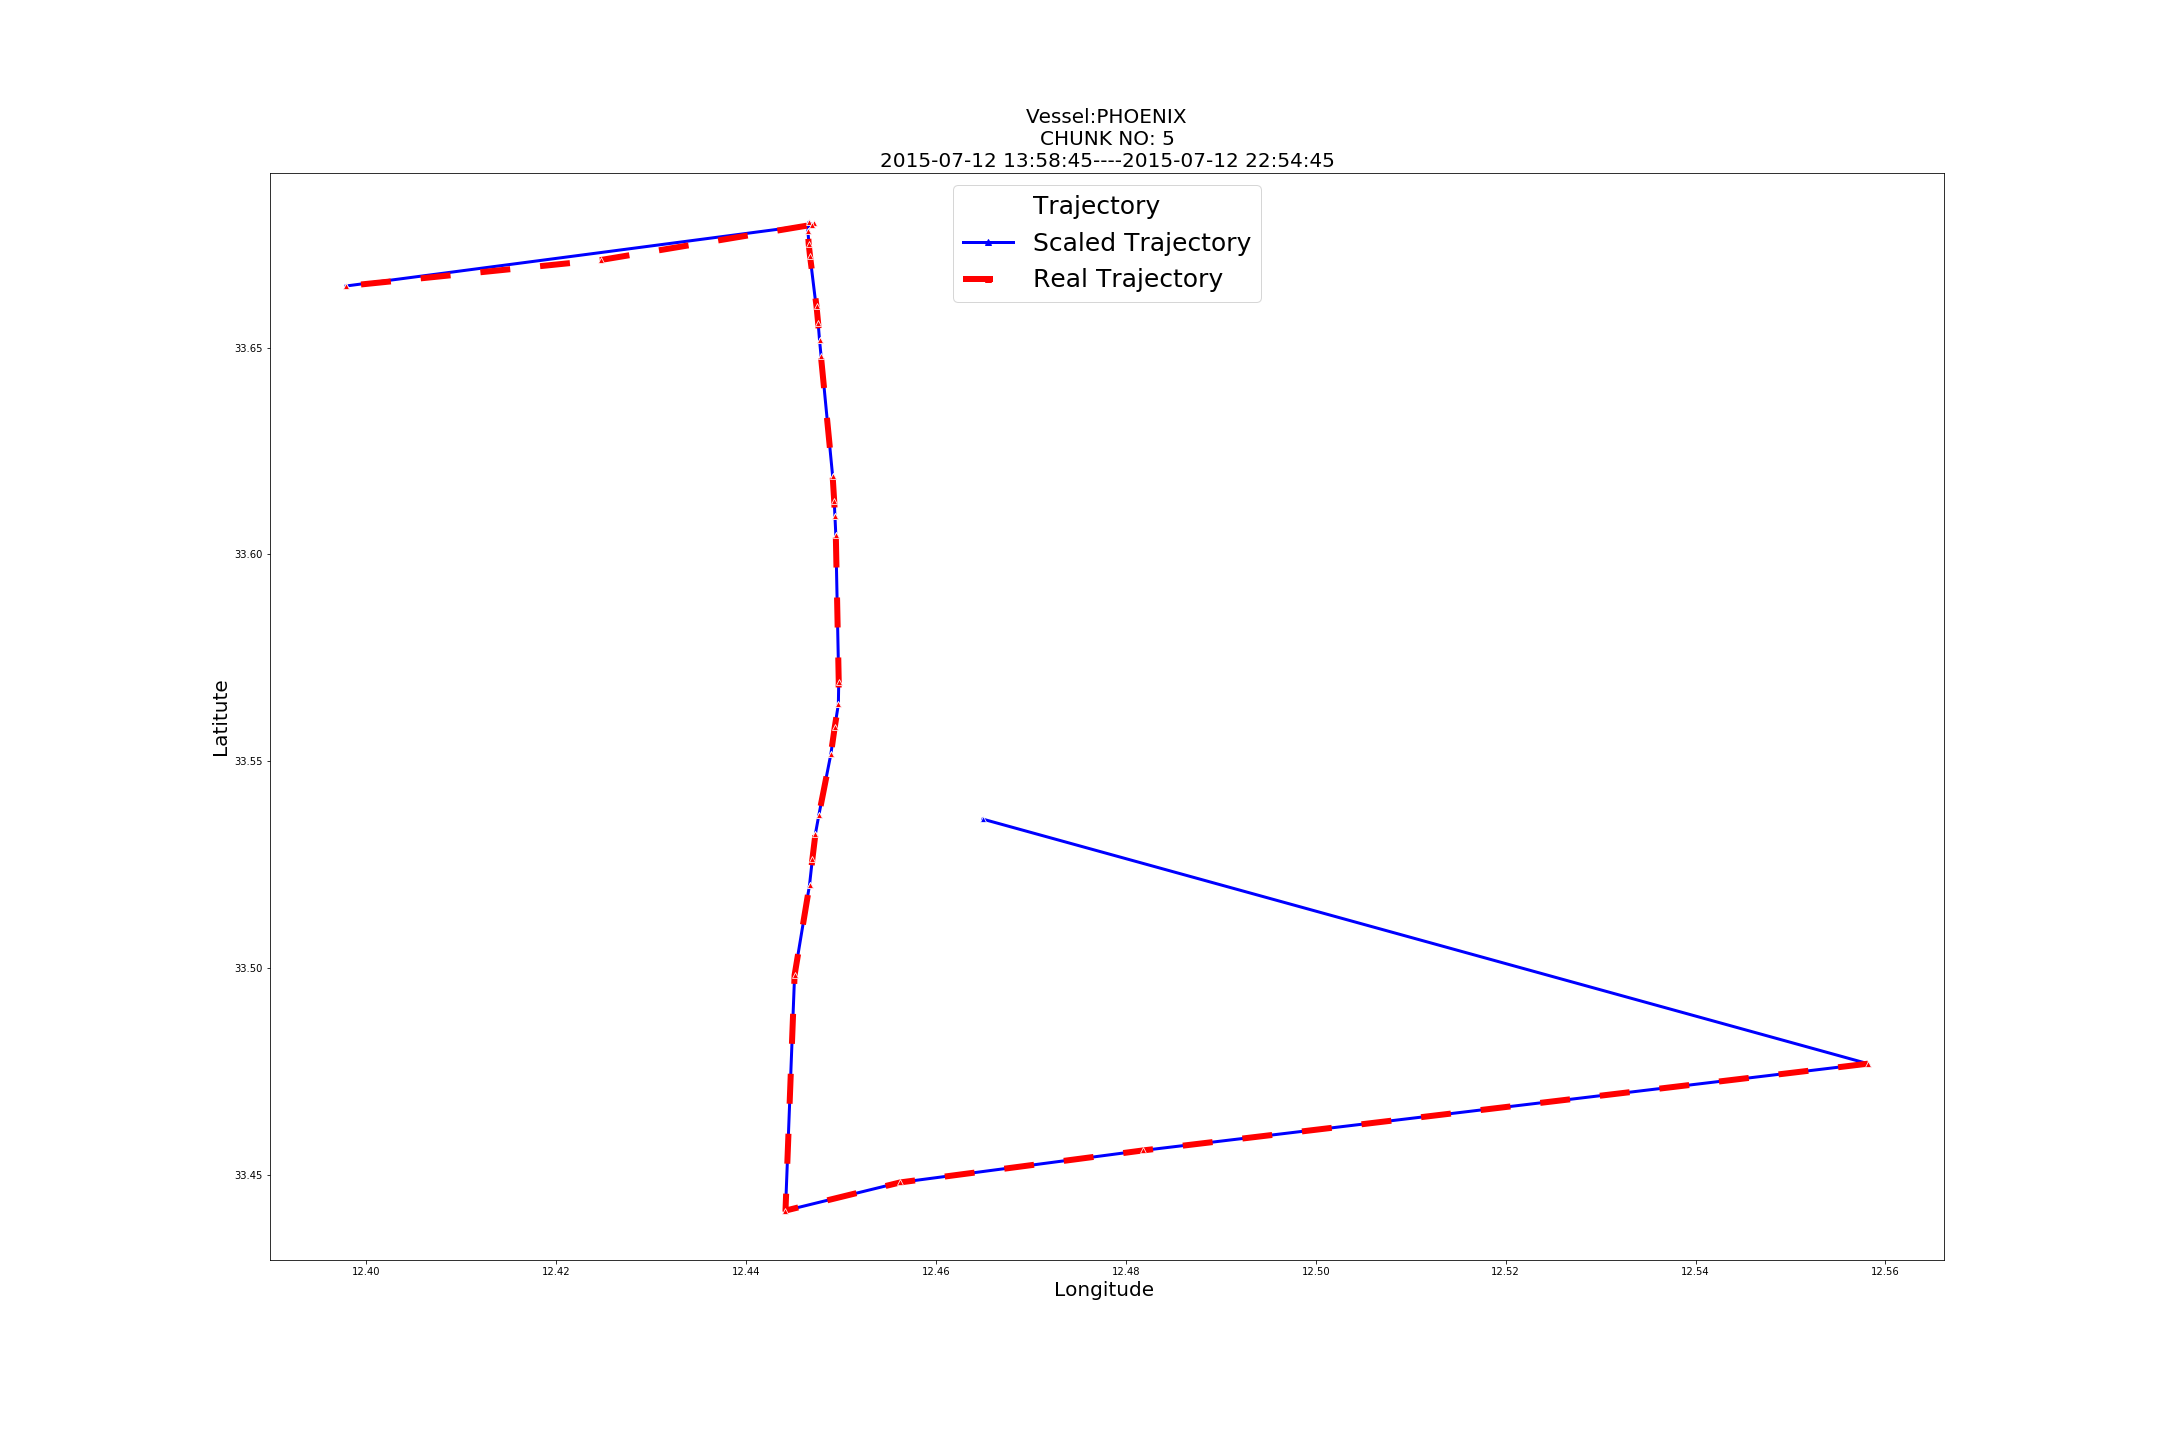 Vessel:PHOENIX
CHUNK NO: 5
2015-07-12 13:58:45----2015-07-12 22:54:45
Trajectory
Scaled Trajectory
Real Trajectory
33.65
33.60
33.55
33.50
33.45
Latitute
12.40 12.42 12.44 12.46 12.48 12.50 12.52 12.54 12.56
Longitude